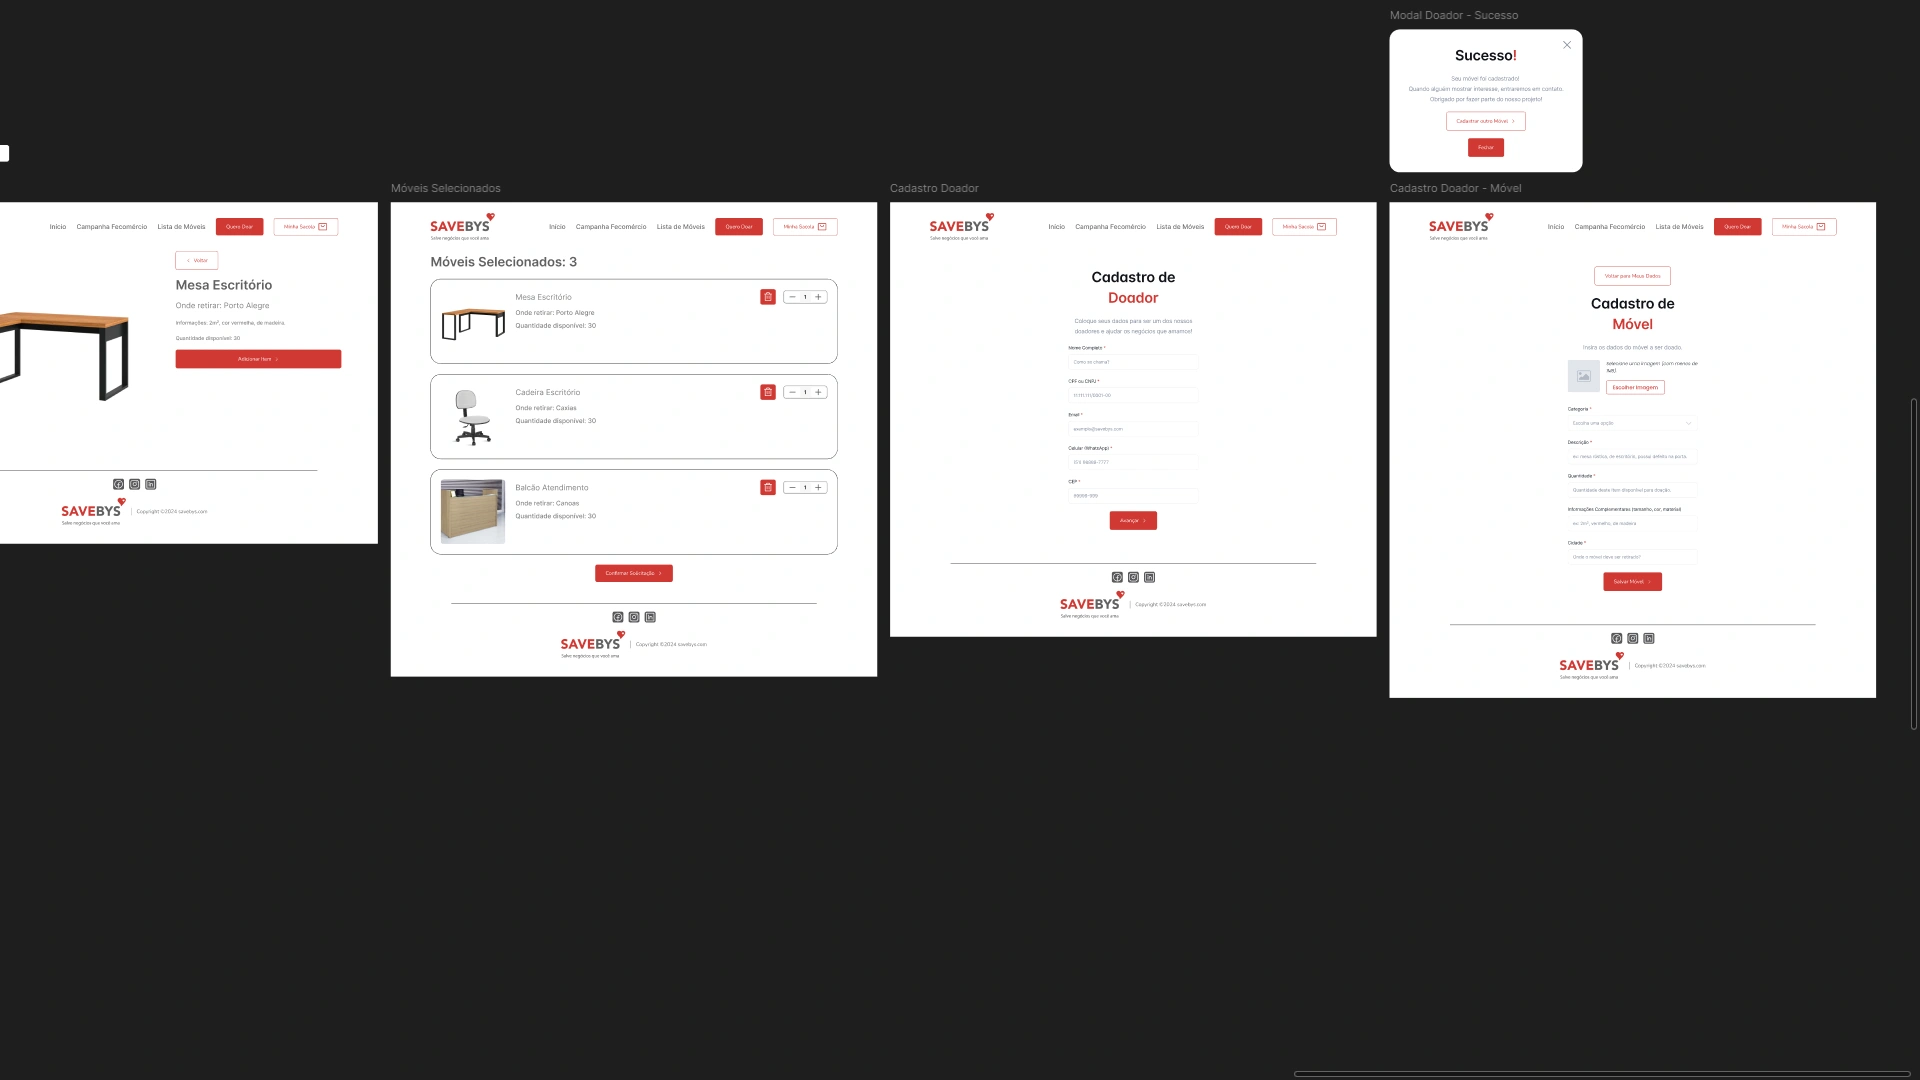 Modal Doador - Sucesso
Sucesso!
Seu móvel foi cadastrado!
Quando alguém mostrar interesse, entraremos em contato.
Obrigado por fazer parte do nosso projeto!
Cadastrar outro Móvel
Fechar
Início
Campanha Fecomércio
Lista de Móveis
Quero Doar
Minha Sacola
Voltar
Mesa Escritório
Onde retirar: Porto Alegre
Informações: 2m², cor vermelha, de madeira.
Quantidade disponível: 30
Adicionar Item
SAVEBYS
Salve negócios que você ama
Copyright ©2024 savebys.com
Móveis Selecionados
SAVEBYS
Salve negócios que você ama
Início
Campanha Fecomércio
Lista de Móveis
Quero Doar
Minha Sacola
Móveis Selecionados: 3
Mesa Escritório
1
Onde retirar: Porto Alegre
Quantidade disponível: 30
Cadeira Escritório
1
Onde retirar: Caxias
Quantidade disponível: 30
Balcão Atendimento
1
Onde retirar: Canoas
Quantidade disponível: 30
Confirmar Solicitação
SAVEBYS
Salve negócios que você ama
Copyright ©2024 savebys.com
Cadastro Doador
SAVEBYS
Salve negócios que você ama
Início
Campanha Fecomércio
Lista de Móveis
Quero Doar
Minha Sacola
Cadastro de
Doador
Coloque seus dados para ser um dos nossos
doadores e ajudar os negócios que amamos!
Nome Completo *
Como se chama?
CPF ou CNPJ *
Email *
exemplo@savebys.com
Celular (WhatsApp) *
CEP *
Avançar
SAVEBYS
Salve negócios que você ama
Copyright ©2024 savebys.com
Cadastro Doador - Móvel
SAVEBYS
Salve negócios que você ama
Início
Campanha Fecomércio
Lista de Móveis
Quero Doar
Minha Sacola
Voltar para Meus Dados
Cadastro de
Móvel
Insira os dados do móvel a ser doado.
Selecione uma imagem (com menos de
Escolher Imagem
Categoria *
Escolha uma opção
Descrição *
ex: mesa rústica, de escritório, possui defeito na porta
Quantidade *
Quantidade deste item disponível para doação.
Informações Complementares (tamanho, cor, material)
ex: 2m², vermelho, de madeira
Cidade *
Onde o móvel deve ser retirado?
Salvar Móvel
SAVEBYS
Salve negócios que você ama
Copyright ©2024 savebys.com